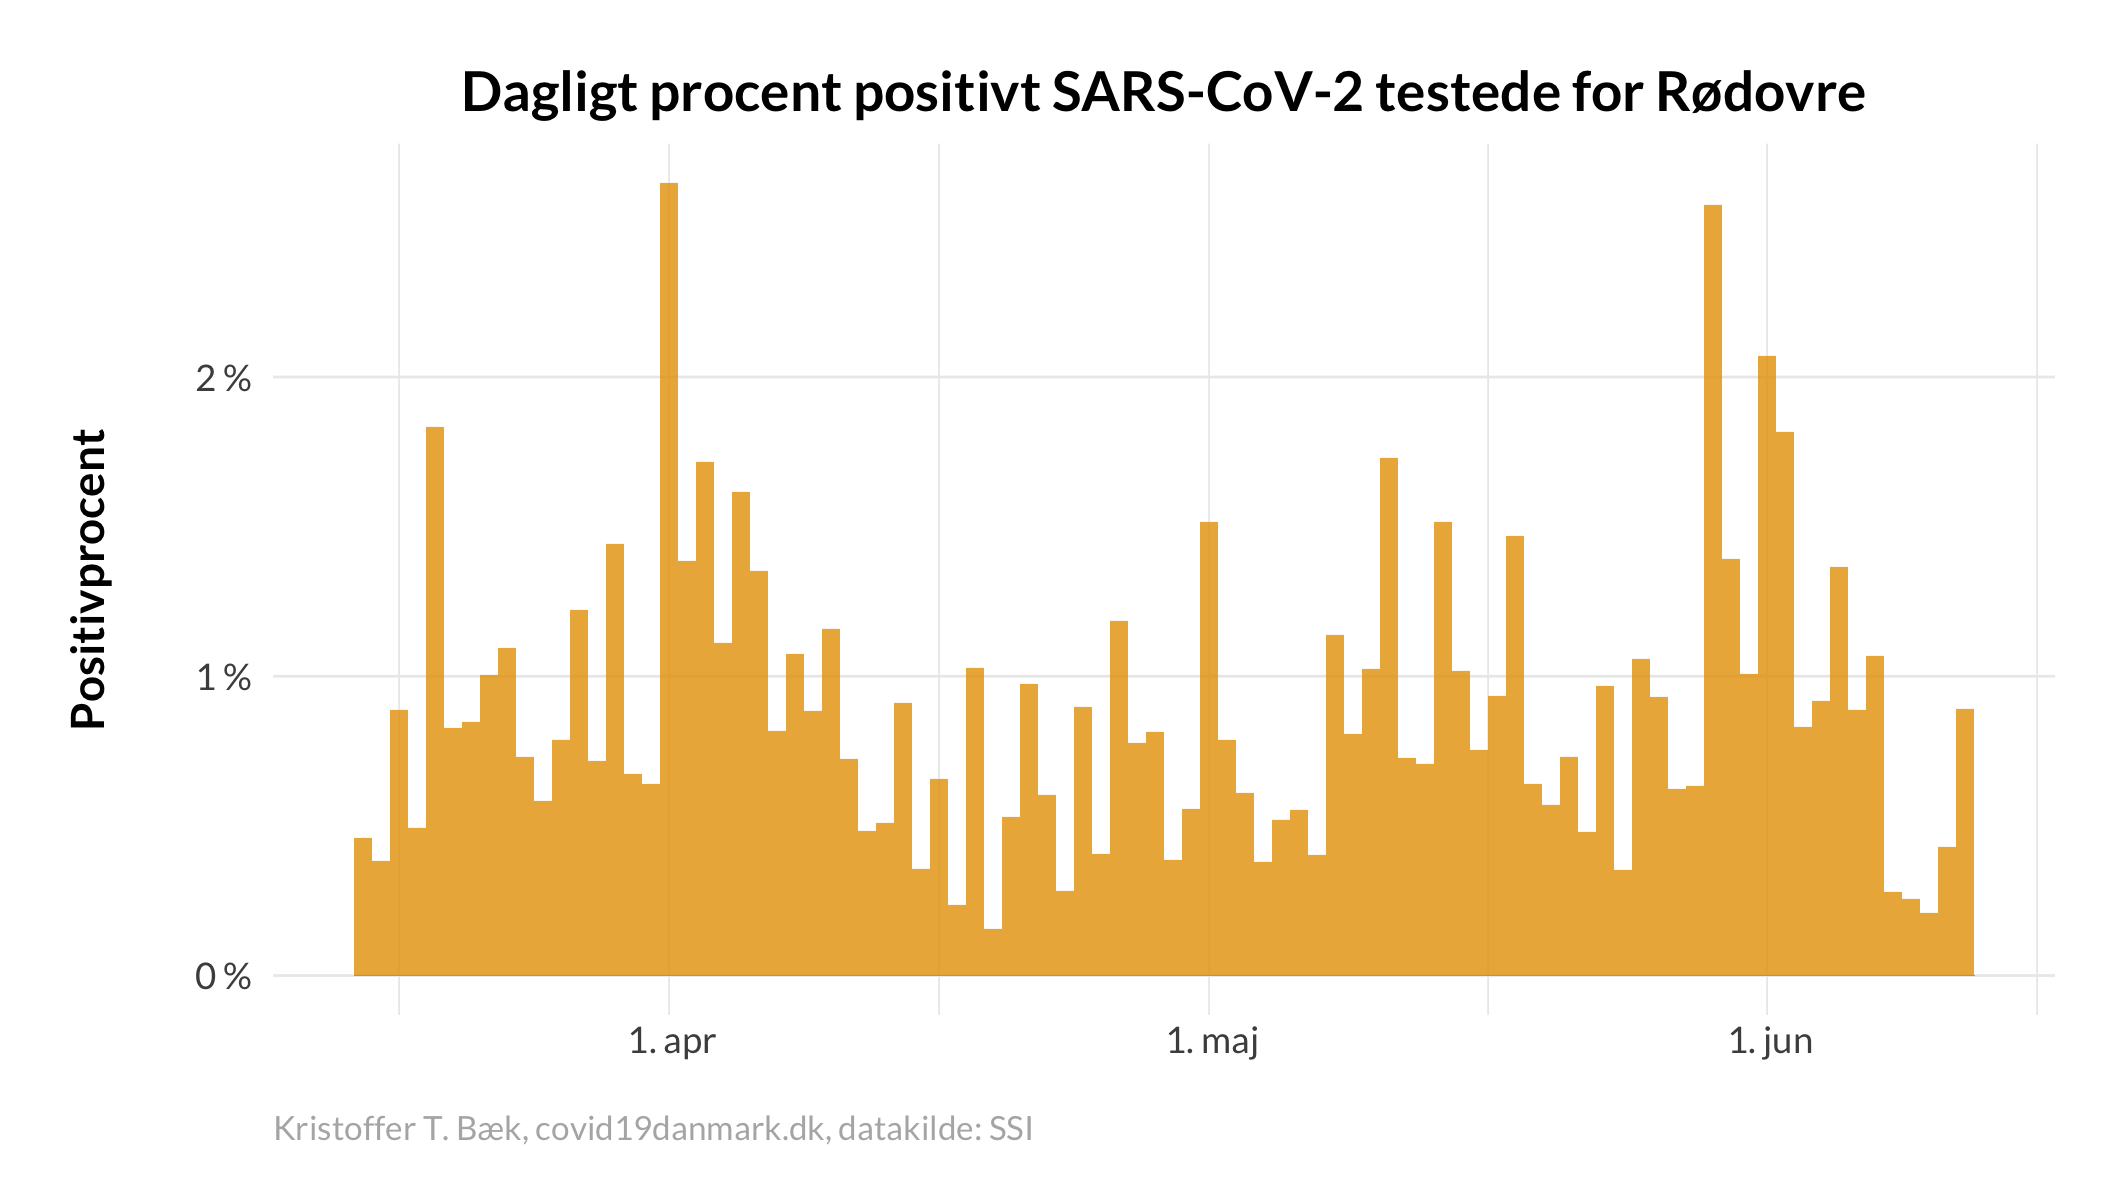 Dagligt procent positivt SARS-CoV-2 testede for Rødovre
Positivprocent
2 %
1 %
0 %
1. apr
1. maj
1. jun
Kristoffer T. Bæk, covid19danmark.dk, datakilde: SSI